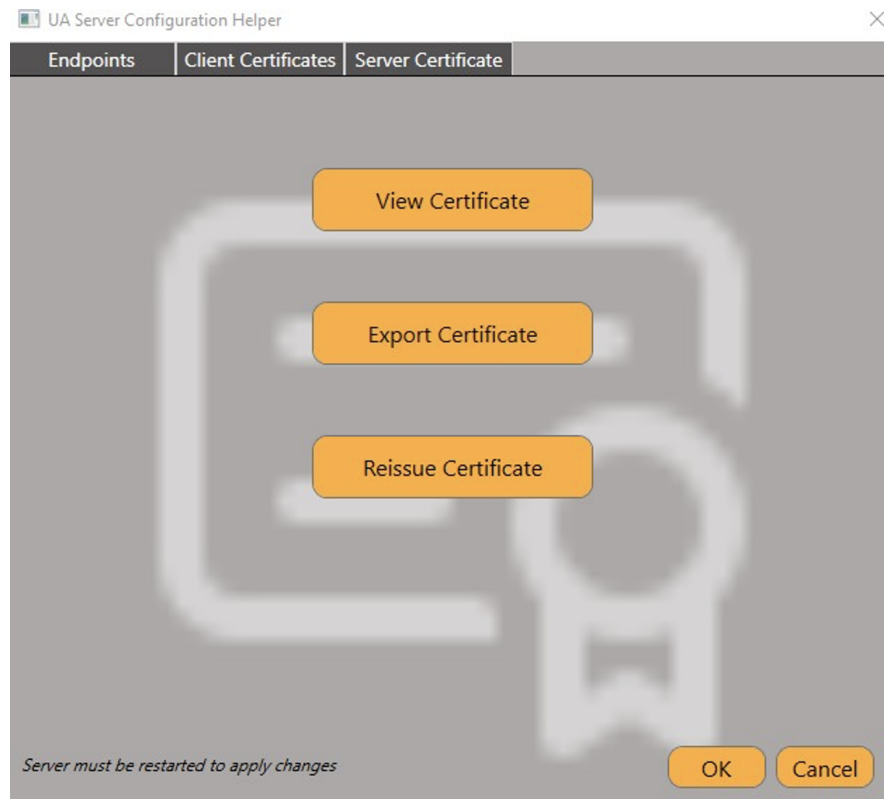 UA Server Configuration Helper
Endpoints Client Certificates Server Certificate
View Certificate
Export Certificate
Reissue Certificate
Server must be restarted to apply changes
OK Cancel